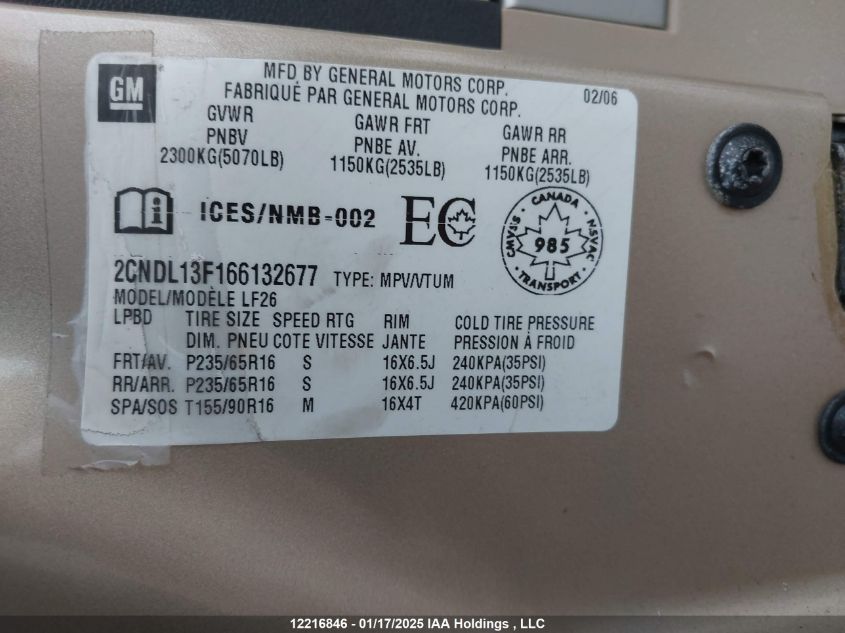 GM
MFD BY GENERAL MOTORS CORP.
FABRIQUÉ PAR GENERAL MOTORS CORP.
02/06
GVWR
PNBV
2300KG(5070LB)
GAWR FRT
PNBE AV.
1150KG(2535LB)
GAWR RR
PNBE ARR.
1150KG(2535LB)
i ICES/NMB-002 EC
CANADA
CMVSS NSVAC
985
TRANSPORT
2CNDL13F166132677 TYPE: MPV/VTUM
MODEL/MODÈLE LF26
LPBD TIRE SIZE SPEED RTG RIM COLD TIRE PRESSURE
DIM. PNEU COTE VITESSE JANTE PRESSION À FROID
FRT/AV. P235/65R16 S 16X6.5J 240KPA(35PSI)
RR/ARR. P235/65R16 S 16X6.5J 240KPA(35PSI)
SPA/SOS T155/90R16 M 16X4T 420KPA(60PSI)
12216846 - 01/17/2025 IAA Holdings , LLC